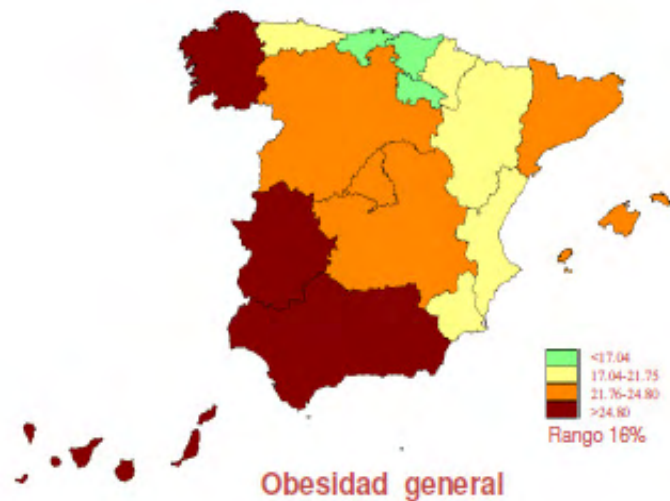 <17.04
17.04-21.75
21.76-24.80
>24.80
Rango 16%
Obesidad general